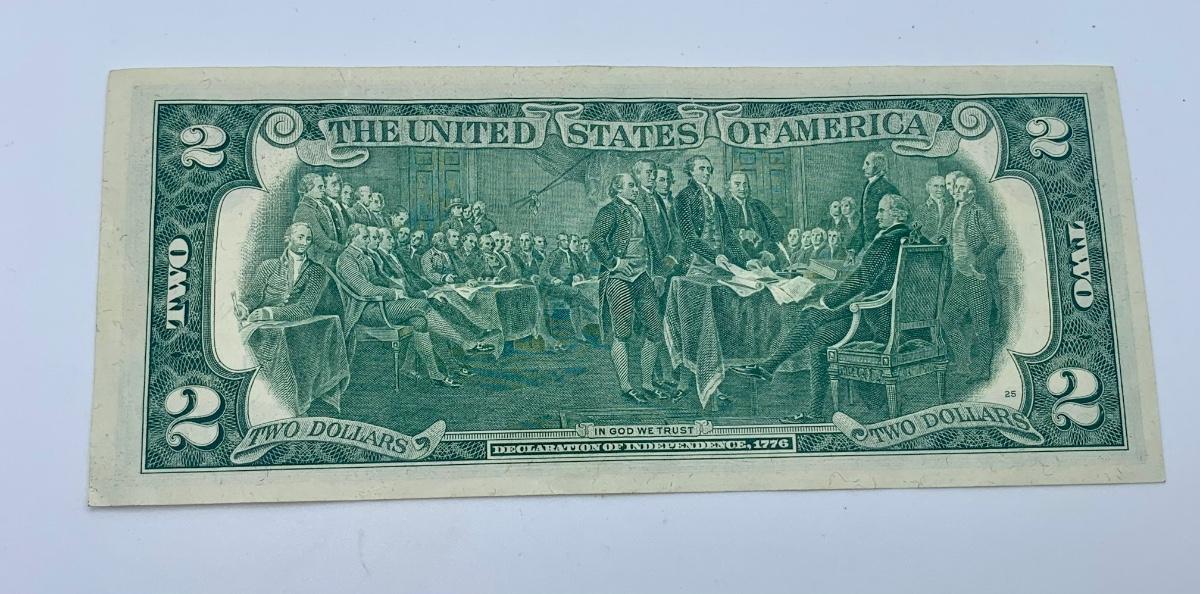 THE UNITED STATES OF AMERICA
2
2
TWO
TWO
25
2
2
TWO DOLLARS
TWO DOLLARS
IN GOD WE TRUST
DECLARATION OF INDEPENDENCE, 1776